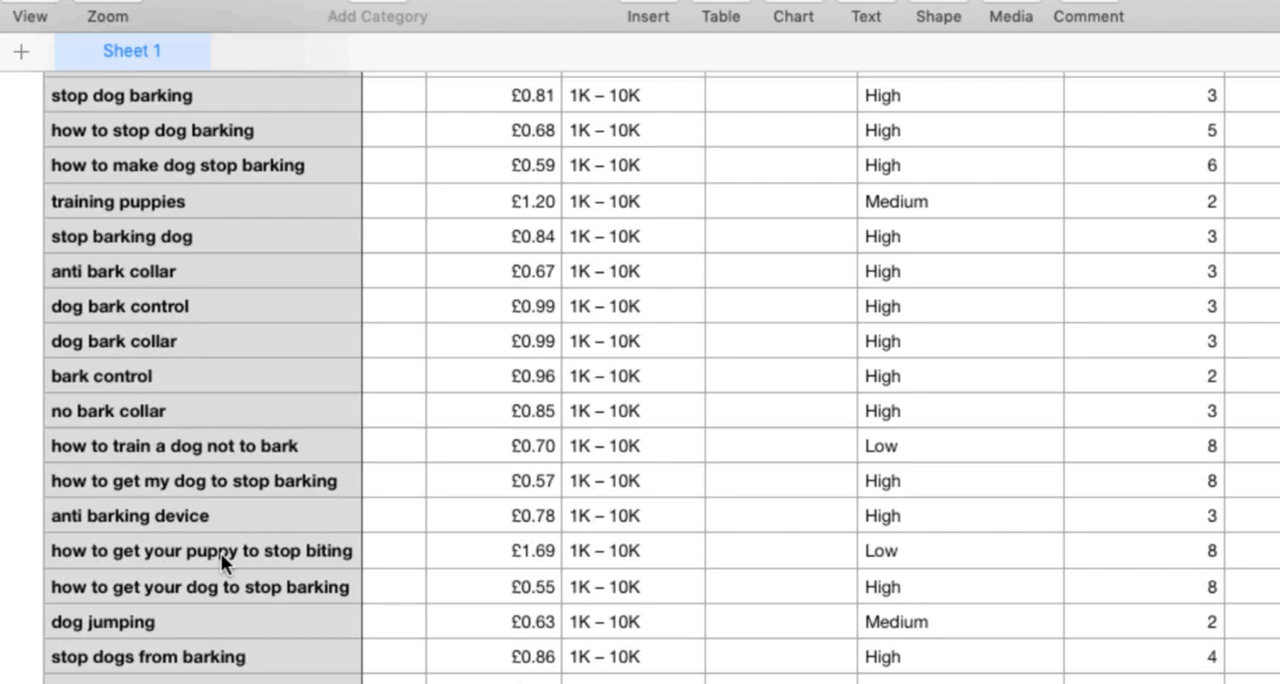 View Zoom Add Category Insert Table Chart Text Shape Media Comment
+ Sheet 1
stop dog barking £0.81 1K – 10K High 3
how to stop dog barking £0.68 1K – 10K High 5
how to make dog stop barking £0.59 1K – 10K High 6
training puppies £1.20 1K – 10K Medium 2
stop barking dog £0.84 1K – 10K High 3
anti bark collar £0.67 1K – 10K High 3
dog bark control £0.99 1K – 10K High 3
dog bark collar £0.99 1K – 10K High 3
bark control £0.96 1K – 10K High 2
no bark collar £0.85 1K – 10K High 3
how to train a dog not to bark £0.70 1K – 10K Low 8
how to get my dog to stop barking £0.57 1K – 10K High 8
anti barking device £0.78 1K – 10K High 3
how to get your puppy to stop biting £1.69 1K – 10K Low 8
how to get your dog to stop barking £0.55 1K – 10K High 8
dog jumping £0.63 1K – 10K Medium 2
stop dogs from barking £0.86 1K – 10K High 4